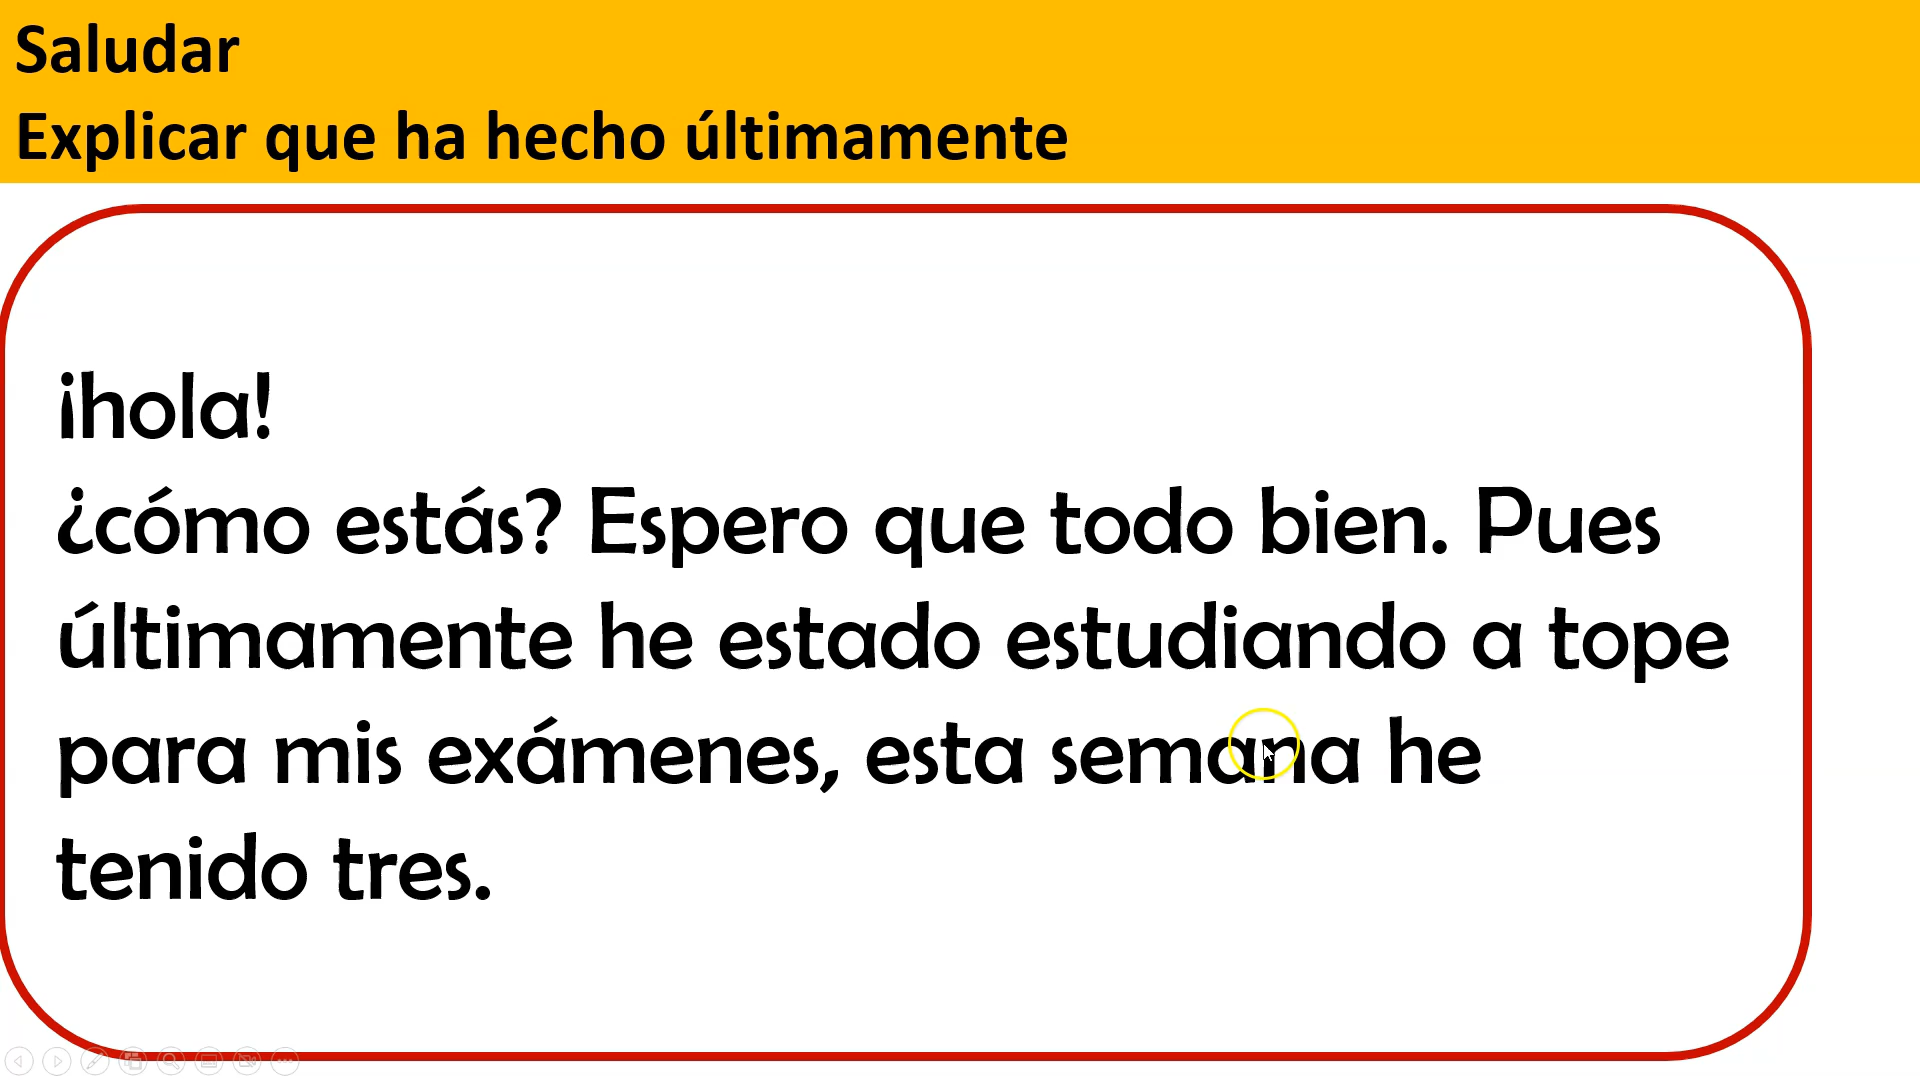 Saludar
Explicar que ha hecho últimamente
¡hola!
¿cómo estás? Espero que todo bien. Pues
últimamente he estado estudiando a tope
para mis exámenes, esta semana he
tenido tres.